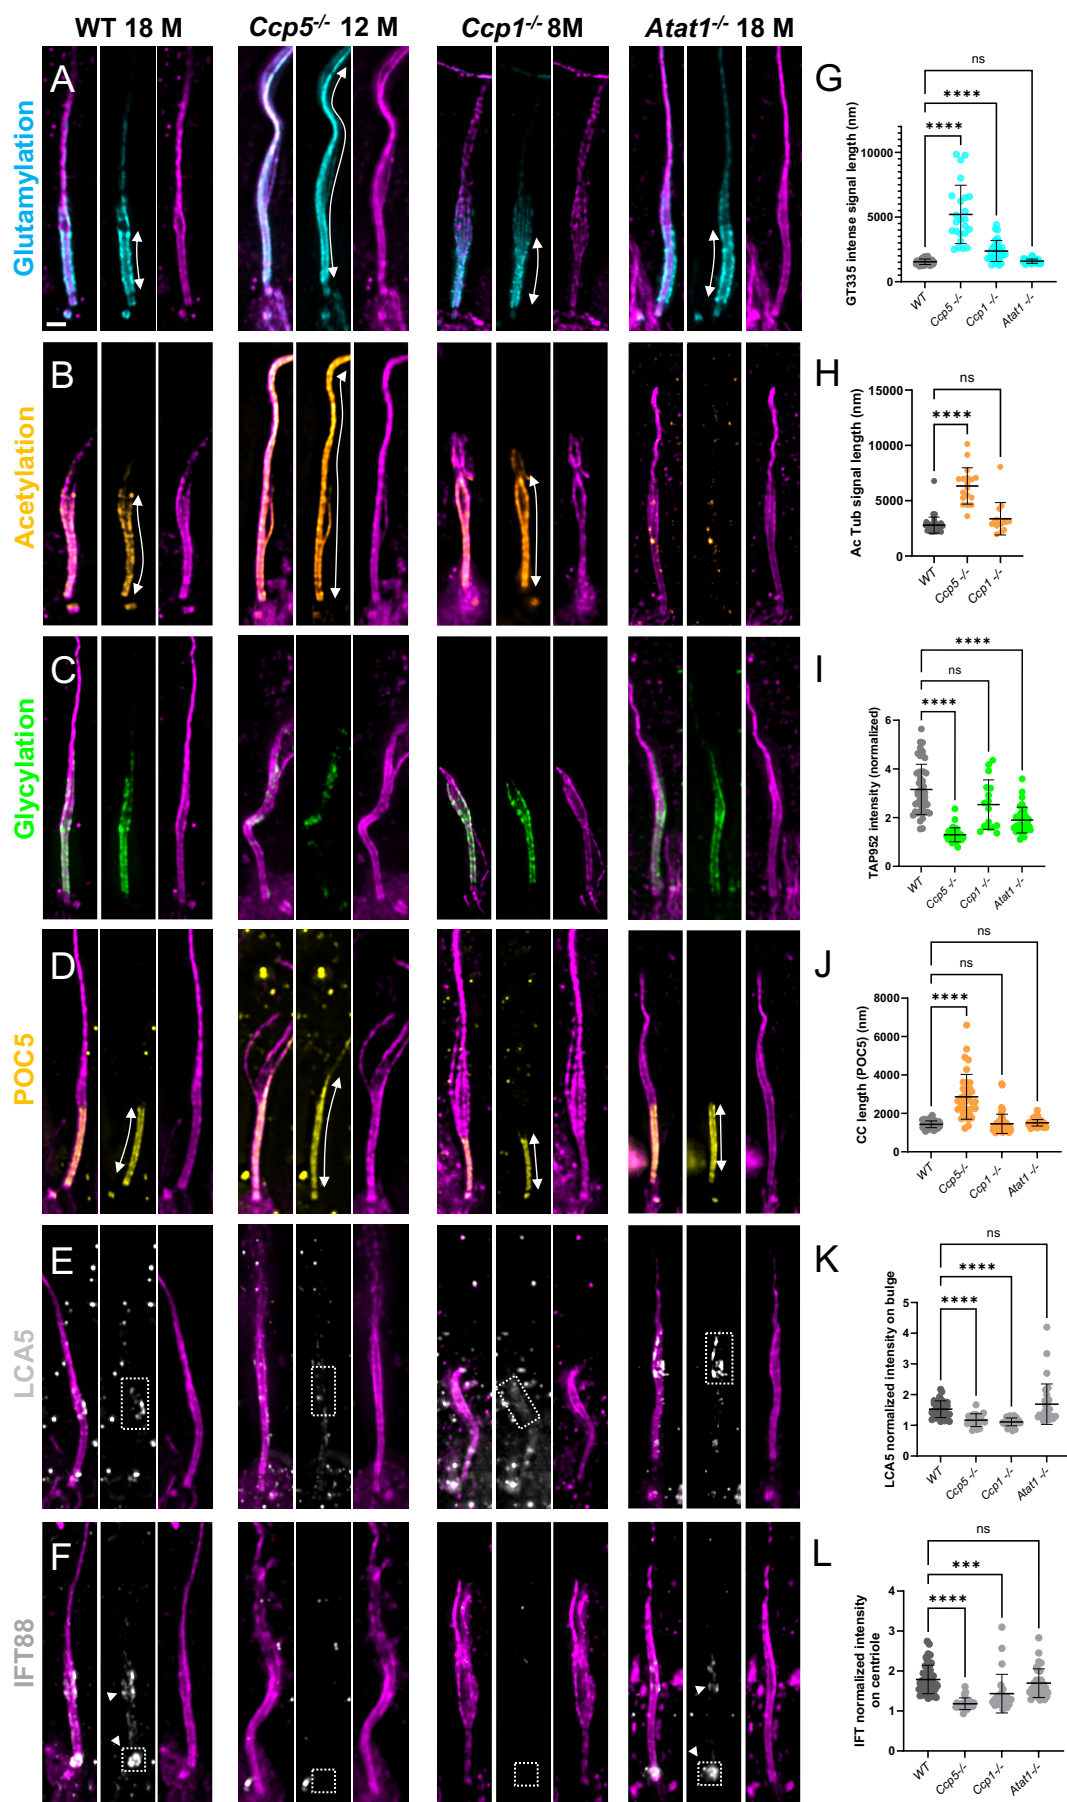 WT 18 M
Ccp5-/- 12 M
Ccp1-/- 8M
Atat1-/- 18 M
Glutamylation
A
G
ns
****
****
GT335 intense signal length (nm)
10000
5000
0
WT
Ccp5 -/-
Ccp1 -/-
Atat1 -/-
Acetylation
B
H
ns
****
Ac Tub signal length (nm)
15000
10000
5000
0
WT
Ccp5 -/-
Ccp1 -/-
Glycylation
C
I
****
ns
****
TAP952 intensity (normalized)
6
4
2
0
WT
Ccp5 -/-
Ccp1 -/-
Atat1 -/-
POC5
D
J
ns
ns
****
CC length (POC5) (nm)
8000
6000
4000
2000
0
WT
Ccp5-/-
Ccp1 -/-
Atat1 -/-
LCA5
E
K
ns
****
****
LCA5 normalized intensity on bulge
5
4
3
2
1
0
WT
Ccp5 -/-
Ccp1 -/-
Atat1 -/-
IFT88
F
L
ns
***
****
IFT normalized intensity
on centriole
4
3
2
1
0
WT
Ccp5-/-
Ccp1 -/-
Atat1-/-